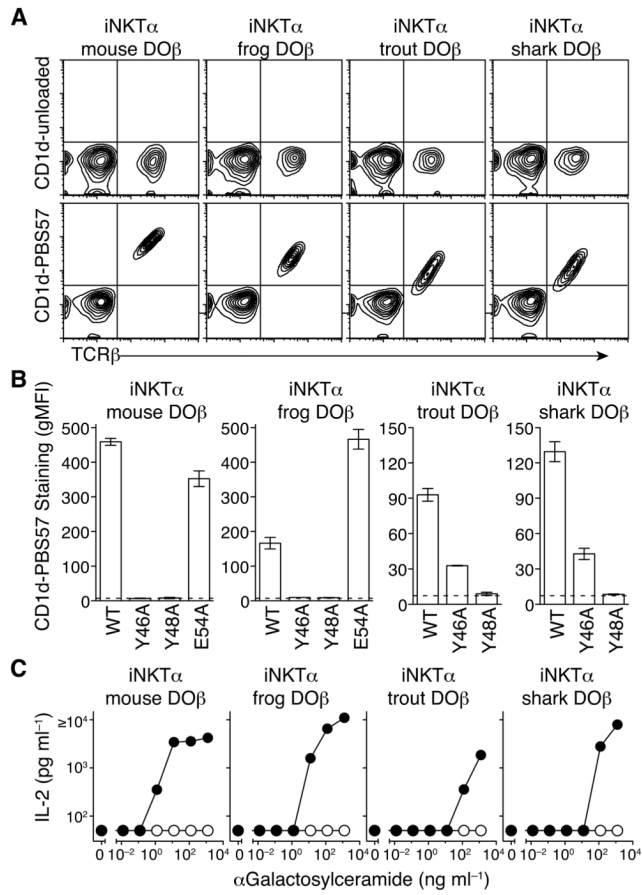 A
iNKTα mouse DOβ
iNKTα frog DOβ
iNKTα trout DOβ
iNKTα shark DOβ
CD1d-unloaded
CD1d-PBS57
TCRβ
B
iNKTα mouse DOβ
iNKTα frog DOβ
iNKTα trout DOβ
iNKTα shark DOβ
CD1d-PBS57 Staining (gMFI)
500 400 300 200 100 0
500 400 300 200 100 0
150 120 90 60 30 0
150 120 90 60 30 0
WT Y46A Y48A E54A
WT Y46A Y48A E54A
WT Y46A Y48A
WT Y46A Y48A
C
iNKTα mouse DOβ
iNKTα frog DOβ
iNKTα trout DOβ
iNKTα shark DOβ
IL-2 (pg ml⁻¹)
≥10⁴
10³
10²
0 10⁻² 10⁰ 10² 10⁴
0 10⁻² 10⁰ 10² 10⁴
0 10⁻² 10⁰ 10² 10⁴
0 10⁻² 10⁰ 10² 10⁴
αGalactosylceramide (ng ml⁻¹)